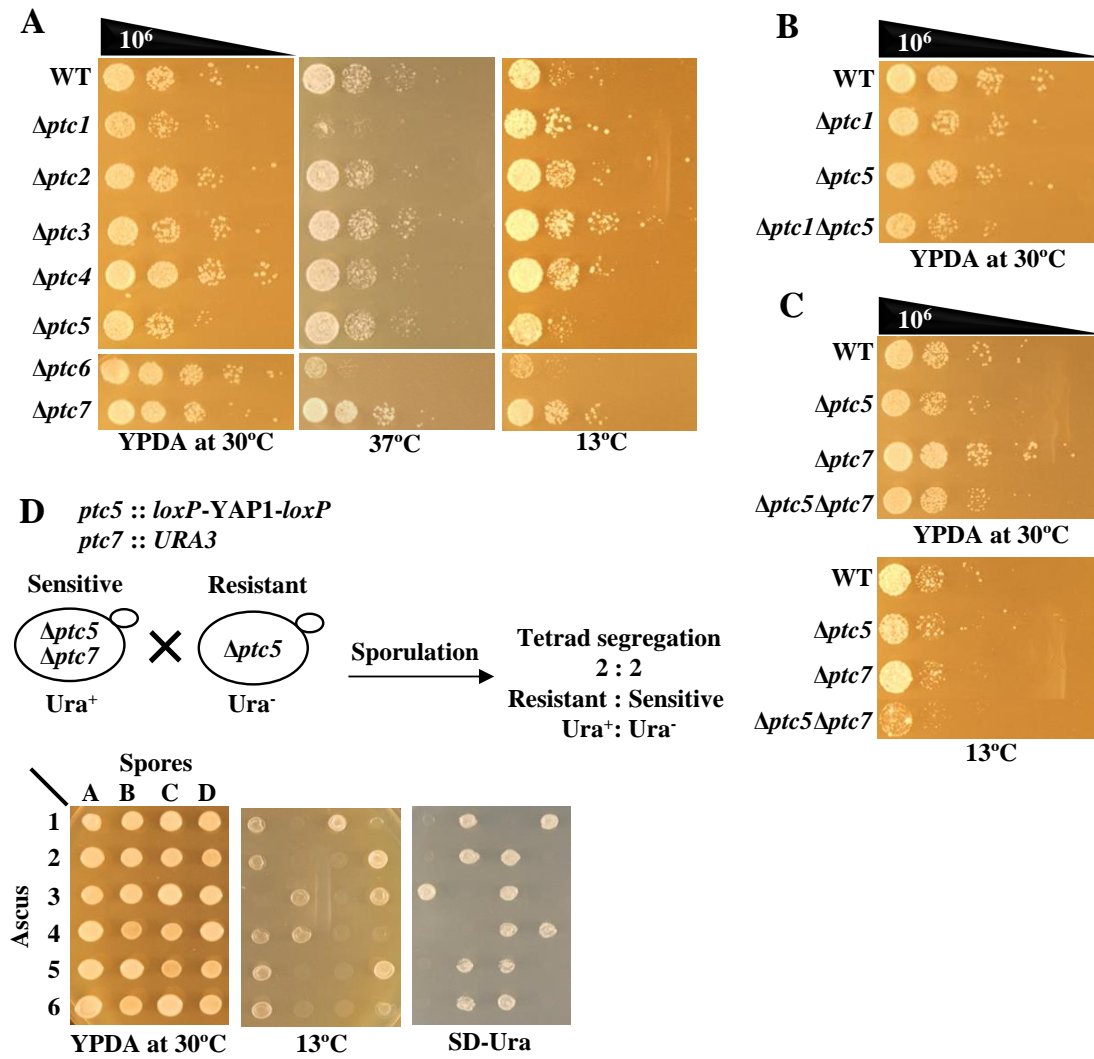 A
10⁶
WT
Δptc1
Δptc2
Δptc3
Δptc4
Δptc5
Δptc6
Δptc7
YPDA at 30ºC
37ºC
13ºC
B
10⁶
WT
Δptc1
Δptc5
Δptc1Δptc5
YPDA at 30ºC
C
10⁶
WT
Δptc5
Δptc7
Δptc5Δptc7
YPDA at 30ºC
WT
Δptc5
Δptc7
Δptc5Δptc7
13ºC
D
ptc5 :: loxP-YAP1-loxP
ptc7 :: URA3
Sensitive
Resistant
Δptc5
Δptc7
Δptc5
Ura⁺
Ura⁻
Sporulation
Tetrad segregation
2 : 2
Resistant : Sensitive
Ura⁺: Ura⁻
Spores
A B C D
Ascus
1
2
3
4
5
6
YPDA at 30ºC
13ºC
SD-Ura